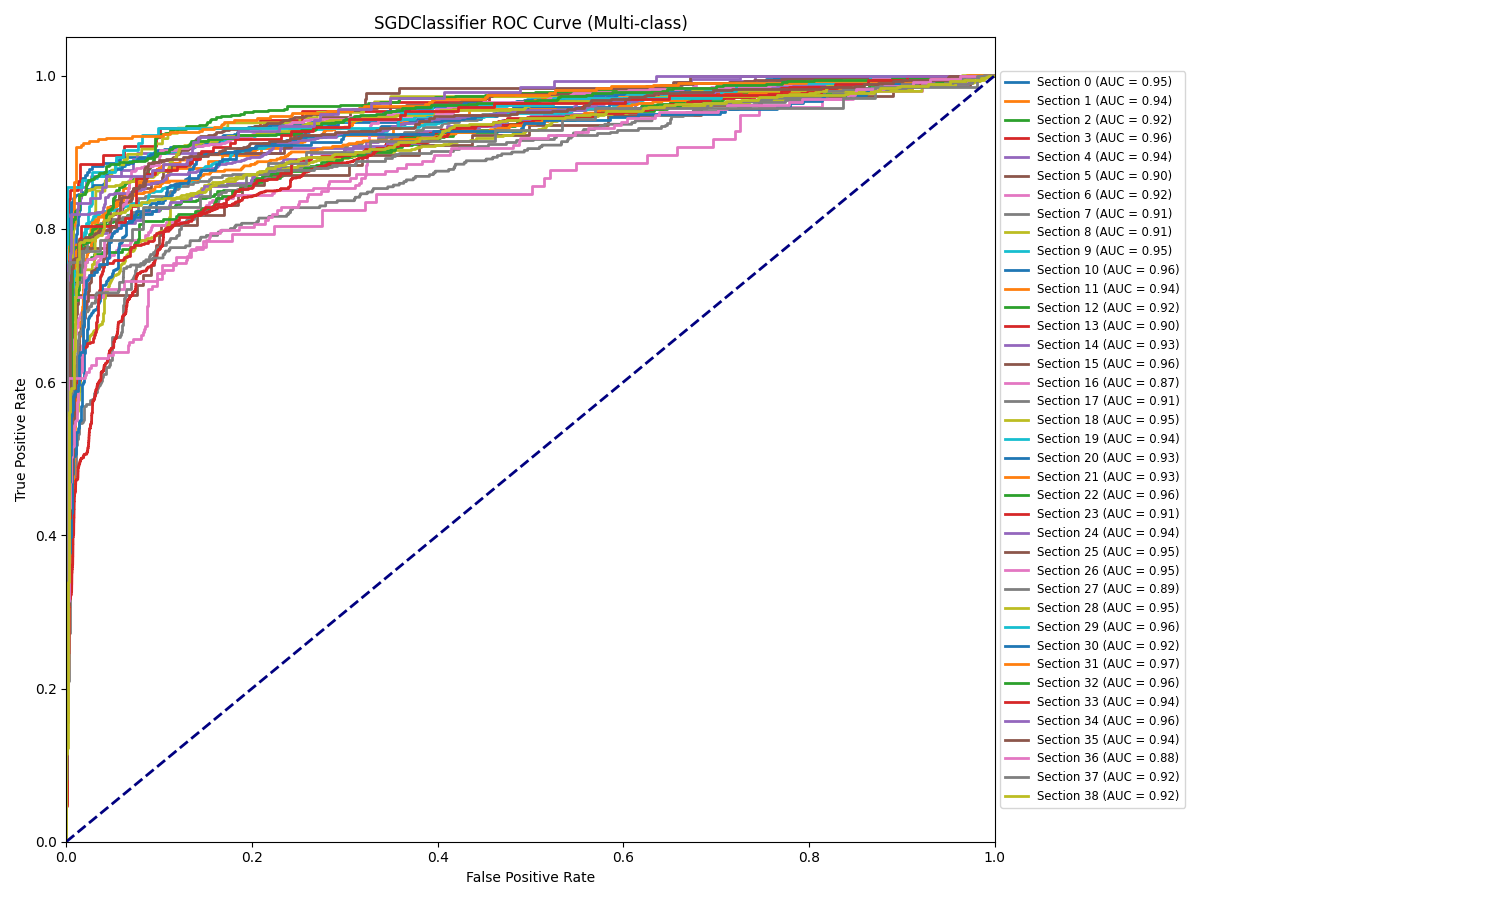 SGDClassifier ROC Curve (Multi-class)
True Positive Rate
1.0
0.8
0.6
0.4
0.2
0.0
0.0 0.2 0.4 0.6 0.8 1.0
False Positive Rate
Section 0 (AUC = 0.95)
Section 1 (AUC = 0.94)
Section 2 (AUC = 0.92)
Section 3 (AUC = 0.96)
Section 4 (AUC = 0.94)
Section 5 (AUC = 0.90)
Section 6 (AUC = 0.92)
Section 7 (AUC = 0.91)
Section 8 (AUC = 0.91)
Section 9 (AUC = 0.95)
Section 10 (AUC = 0.96)
Section 11 (AUC = 0.94)
Section 12 (AUC = 0.92)
Section 13 (AUC = 0.90)
Section 14 (AUC = 0.93)
Section 15 (AUC = 0.96)
Section 16 (AUC = 0.87)
Section 17 (AUC = 0.91)
Section 18 (AUC = 0.95)
Section 19 (AUC = 0.94)
Section 20 (AUC = 0.93)
Section 21 (AUC = 0.93)
Section 22 (AUC = 0.96)
Section 23 (AUC = 0.91)
Section 24 (AUC = 0.94)
Section 25 (AUC = 0.95)
Section 26 (AUC = 0.95)
Section 27 (AUC = 0.89)
Section 28 (AUC = 0.95)
Section 29 (AUC = 0.96)
Section 30 (AUC = 0.92)
Section 31 (AUC = 0.97)
Section 32 (AUC = 0.96)
Section 33 (AUC = 0.94)
Section 34 (AUC = 0.96)
Section 35 (AUC = 0.94)
Section 36 (AUC = 0.88)
Section 37 (AUC = 0.92)
Section 38 (AUC = 0.92)